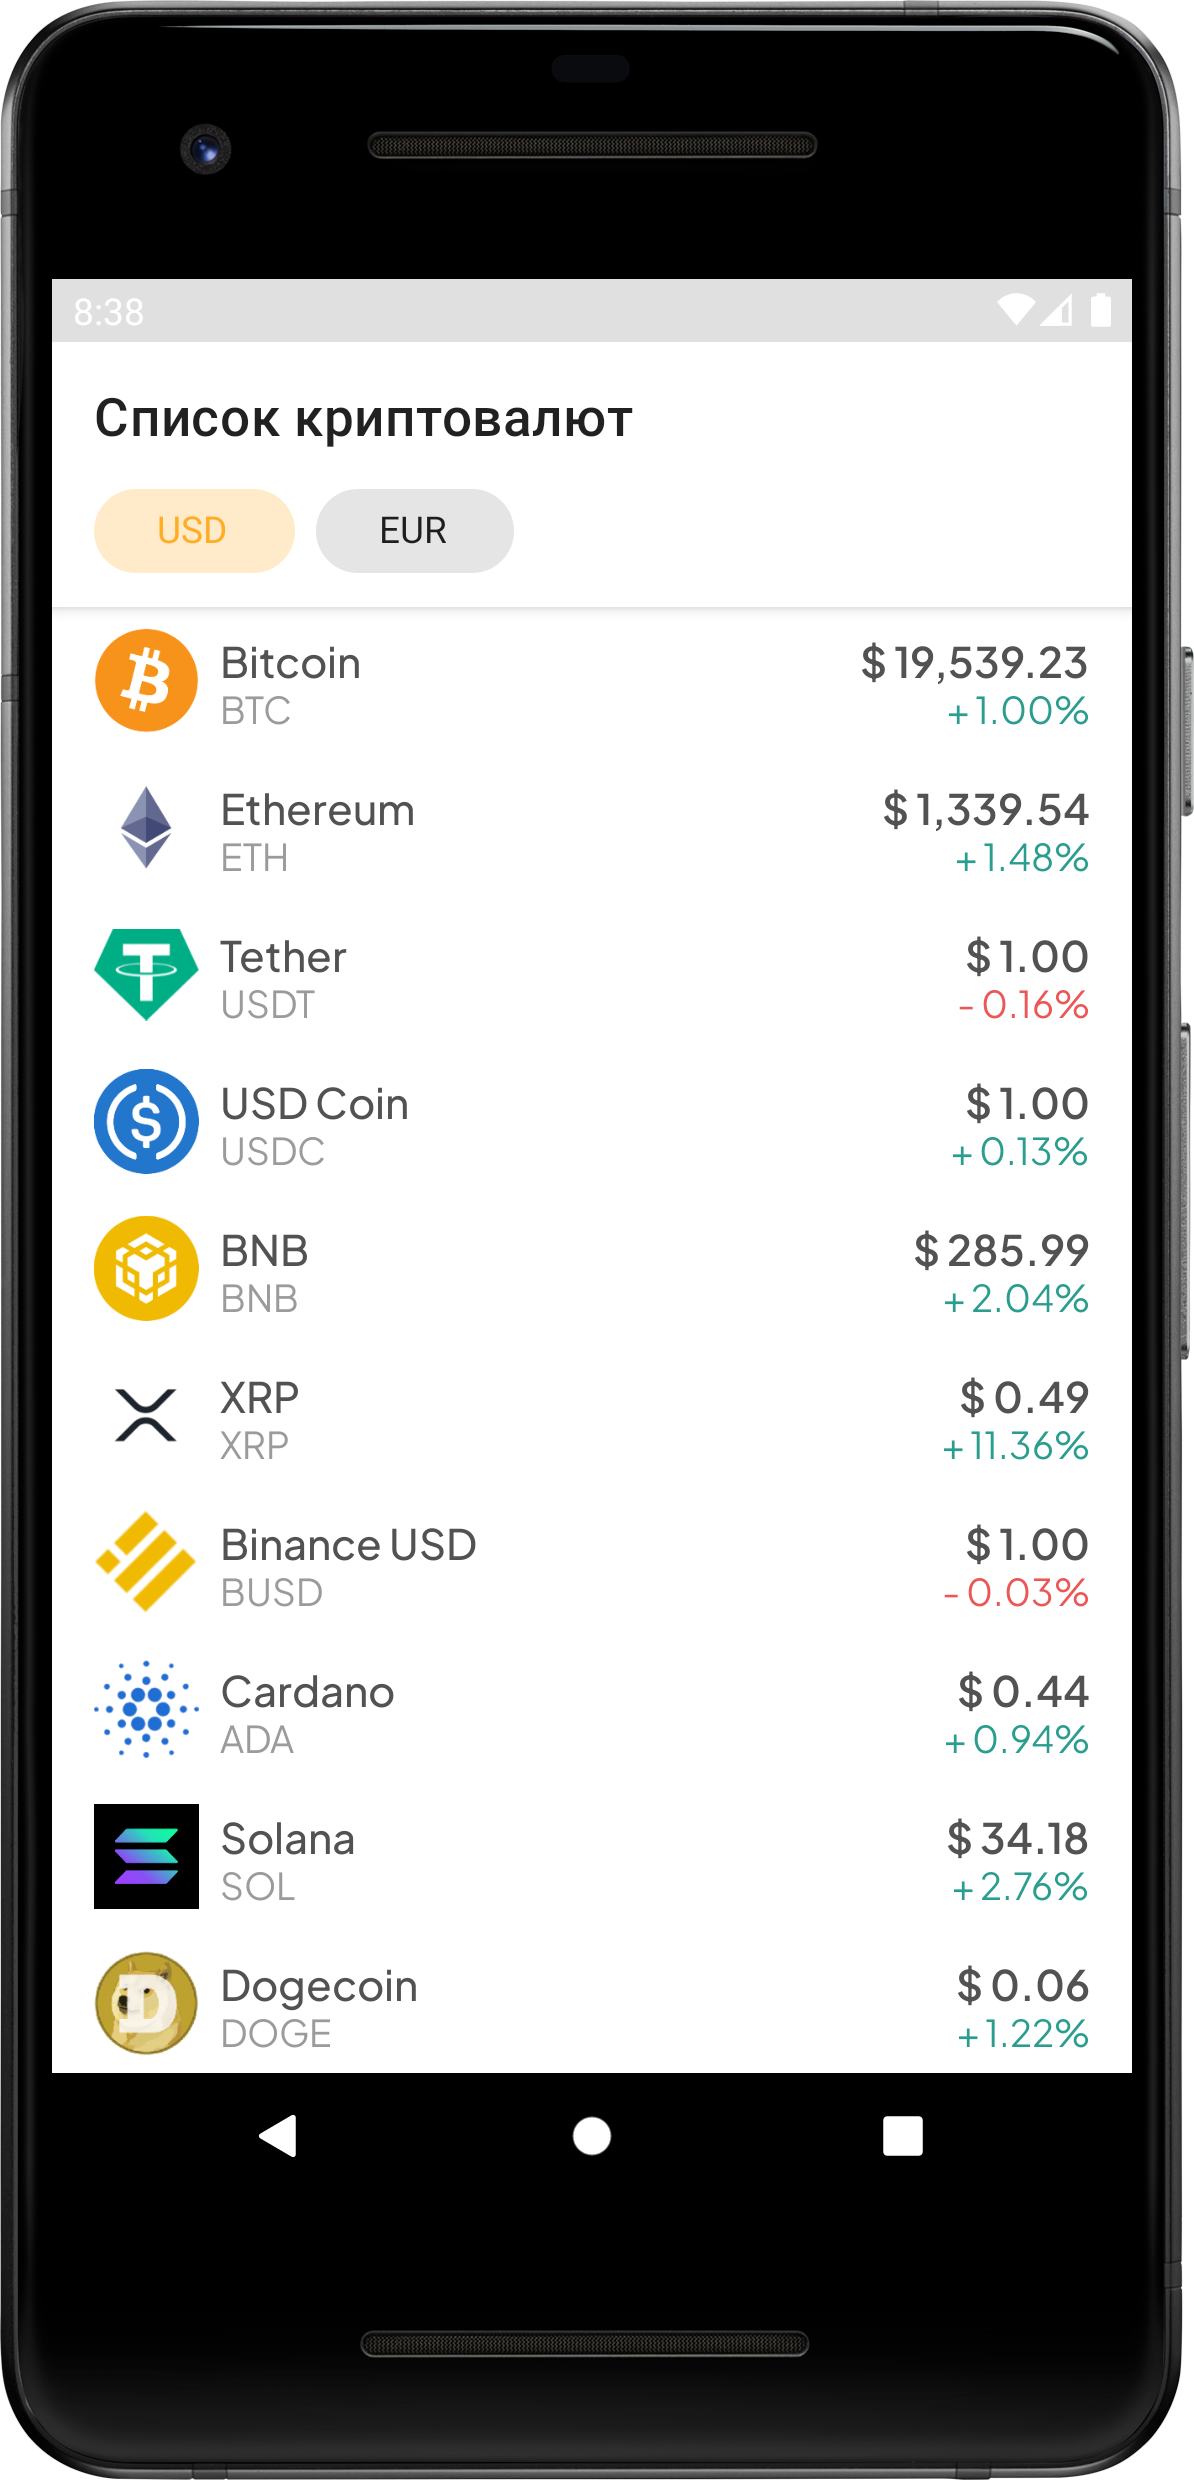 8:38
Список криптовалют
USD EUR
Bitcoin $ 19,539.23
BTC + 1.00%
Ethereum $ 1,339.54
ETH + 1.48%
Tether $ 1.00
USDT - 0.16%
USD Coin $ 1.00
USDC + 0.13%
BNB $ 285.99
BNB + 2.04%
XRP $ 0.49
XRP + 11.36%
Binance USD $ 1.00
BUSD - 0.03%
Cardano $ 0.44
ADA + 0.94%
Solana $ 34.18
SOL + 2.76%
Dogecoin $ 0.06
DOGE + 1.22%